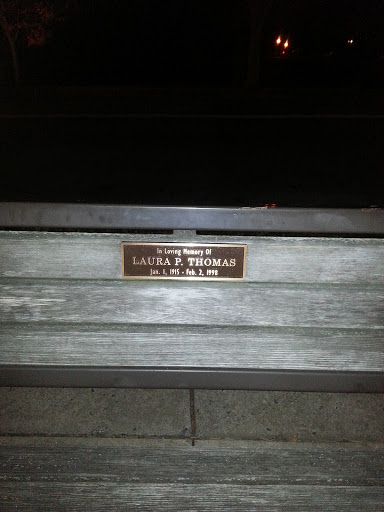 In Loving Memory Of
LAURA P. THOMAS
Jan. 1, 1915 - Feb. 2, 1998